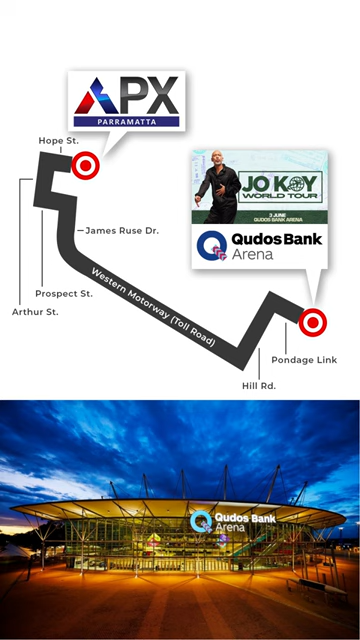 APX
PARRAMATTA
Hope St.
JO KOY
WORLD TOUR
3 JUNE
QUDOS BANK ARENA
Qudos Bank
Arena
James Ruse Dr.
Prospect St.
Arthur St.
Western Motorway (Toll Road)
Pondage Link
Hill Rd.
Qudos Bank
Arena